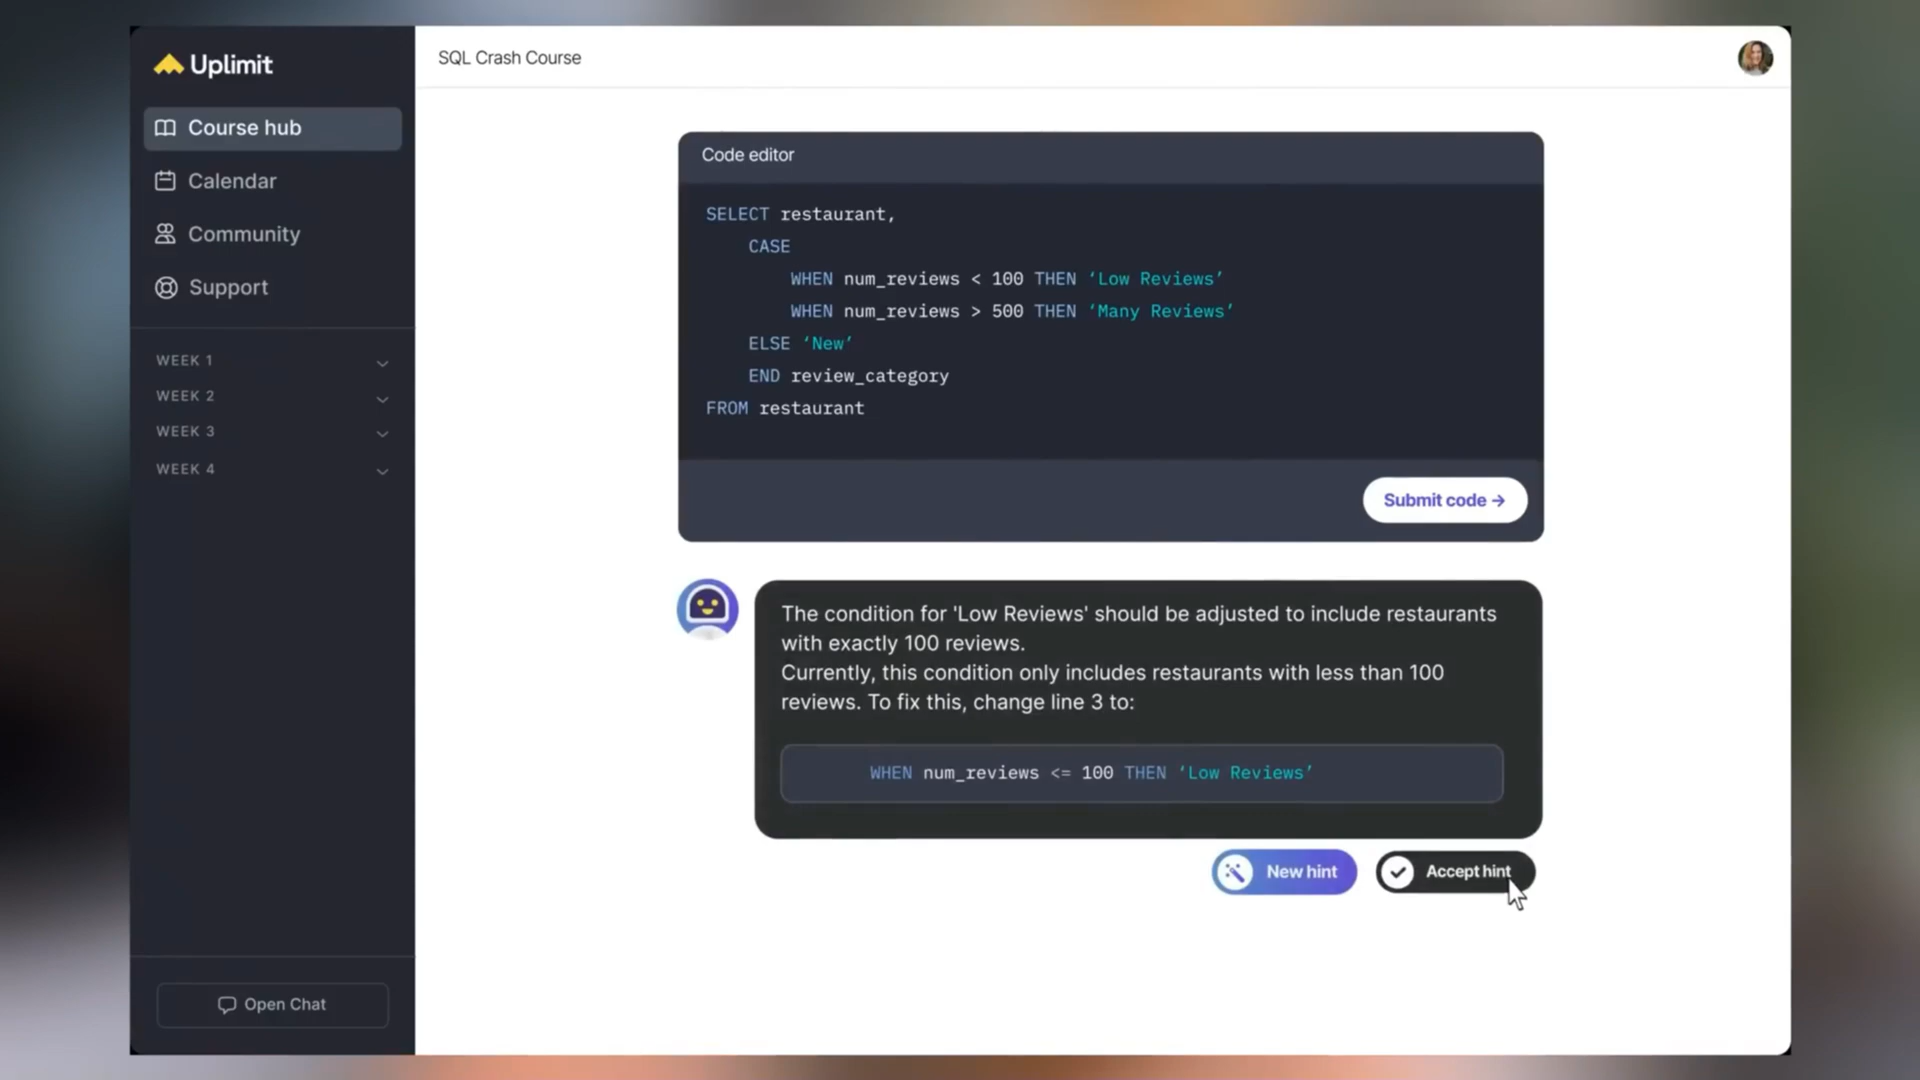 Uplimit
SQL Crash Course
Course hub
Calendar
Community
Support
WEEK 1
WEEK 2
WEEK 3
WEEK 4
Open Chat
Code editor
SELECT restaurant,
CASE
WHEN num_reviews < 100 THEN ‘Low Reviews’
WHEN num_reviews > 500 THEN ‘Many Reviews’
ELSE ‘New’
END review_category
FROM restaurant
Submit code →
The condition for 'Low Reviews' should be adjusted to include restaurants
with exactly 100 reviews.
Currently, this condition only includes restaurants with less than 100
reviews. To fix this, change line 3 to:
WHEN num_reviews <= 100 THEN ‘Low Reviews’
New hint
Accept hint